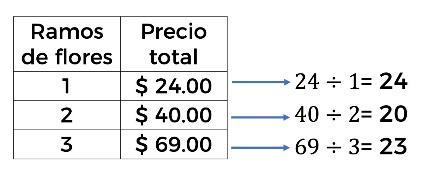 Ramos de flores Precio total
1 $ 24.00 24 ÷ 1= 24
2 $ 40.00 40 ÷ 2= 20
3 $ 69.00 69 ÷ 3= 23